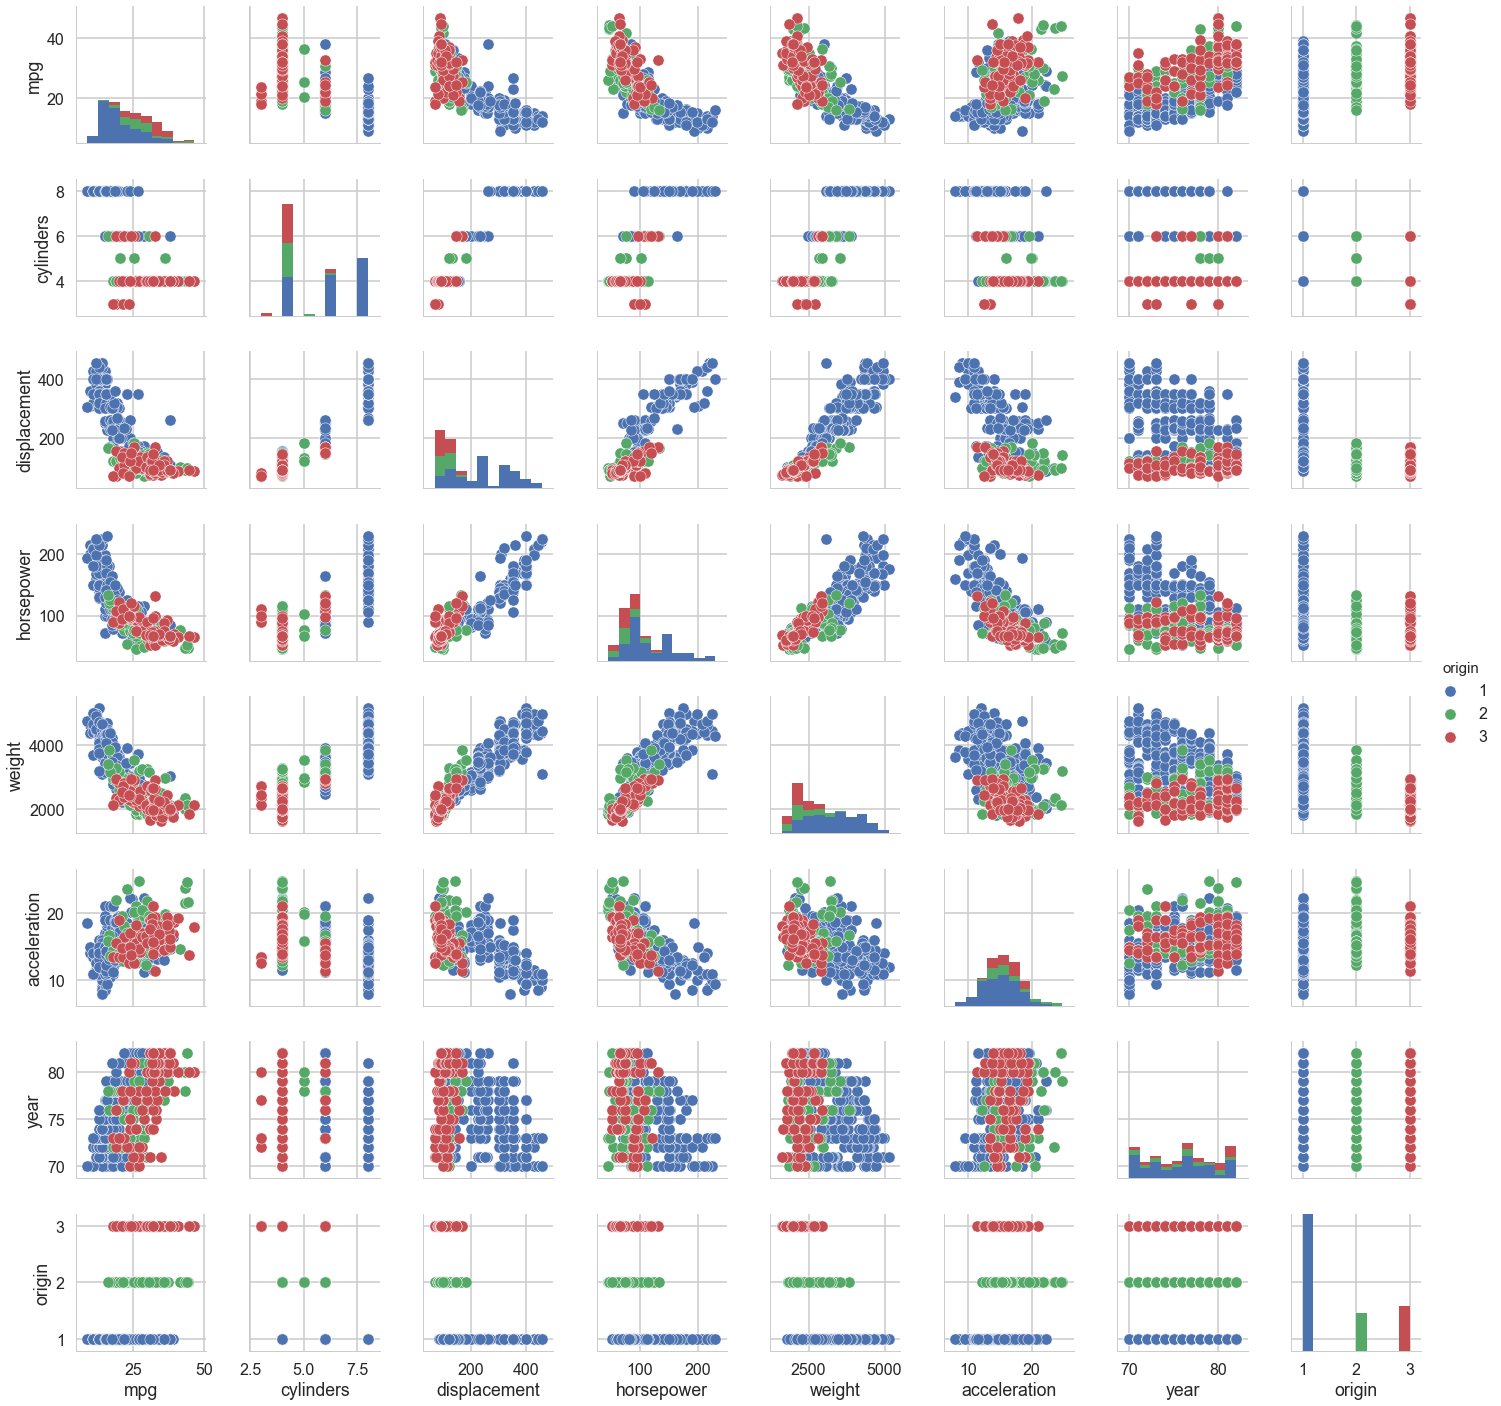 40
20
mpg
8
6
4
cylinders
400
200
displacement
200
100
horsepower
origin
1
2
3
4000
2000
weight
20
10
acceleration
80
75
70
year
3
2
1
origin
25 50 2.5 5.0 7.5 200 400 100 200 2500 5000 10 20 70 80 1 2 3
mpg cylinders displacement horsepower weight acceleration year origin